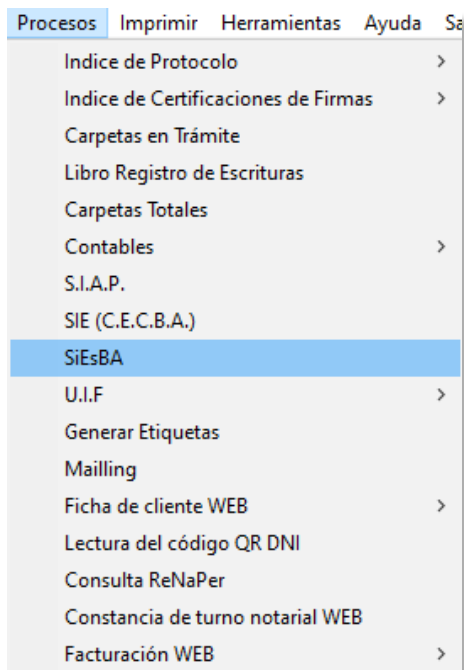 Procesos Imprimir Herramientas Ayuda
Indice de Protocolo >
Indice de Certificaciones de Firmas >
Carpetas en Trámite
Libro Registro de Escrituras
Carpetas Totales
Contables >
S.I.A.P.
SIE (C.E.C.B.A.)
SiEsBA
U.I.F >
Generar Etiquetas
Mailling
Ficha de cliente WEB >
Lectura del código QR DNI
Consulta ReNaPer
Constancia de turno notarial WEB
Facturación WEB >